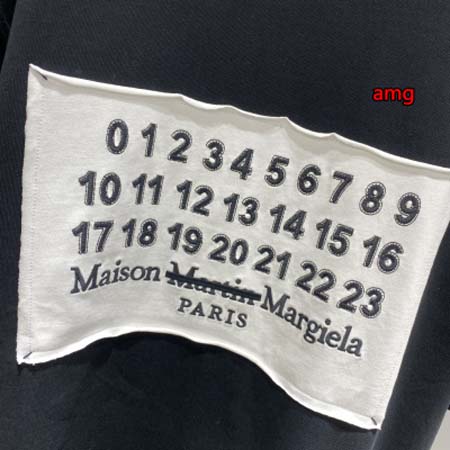 amg
0 1 2 3 4 5 6 7 8 9
10 11 12 13 14 15 16
17 18 19 20 21 22 23
Maison Martin Margiela
PARIS